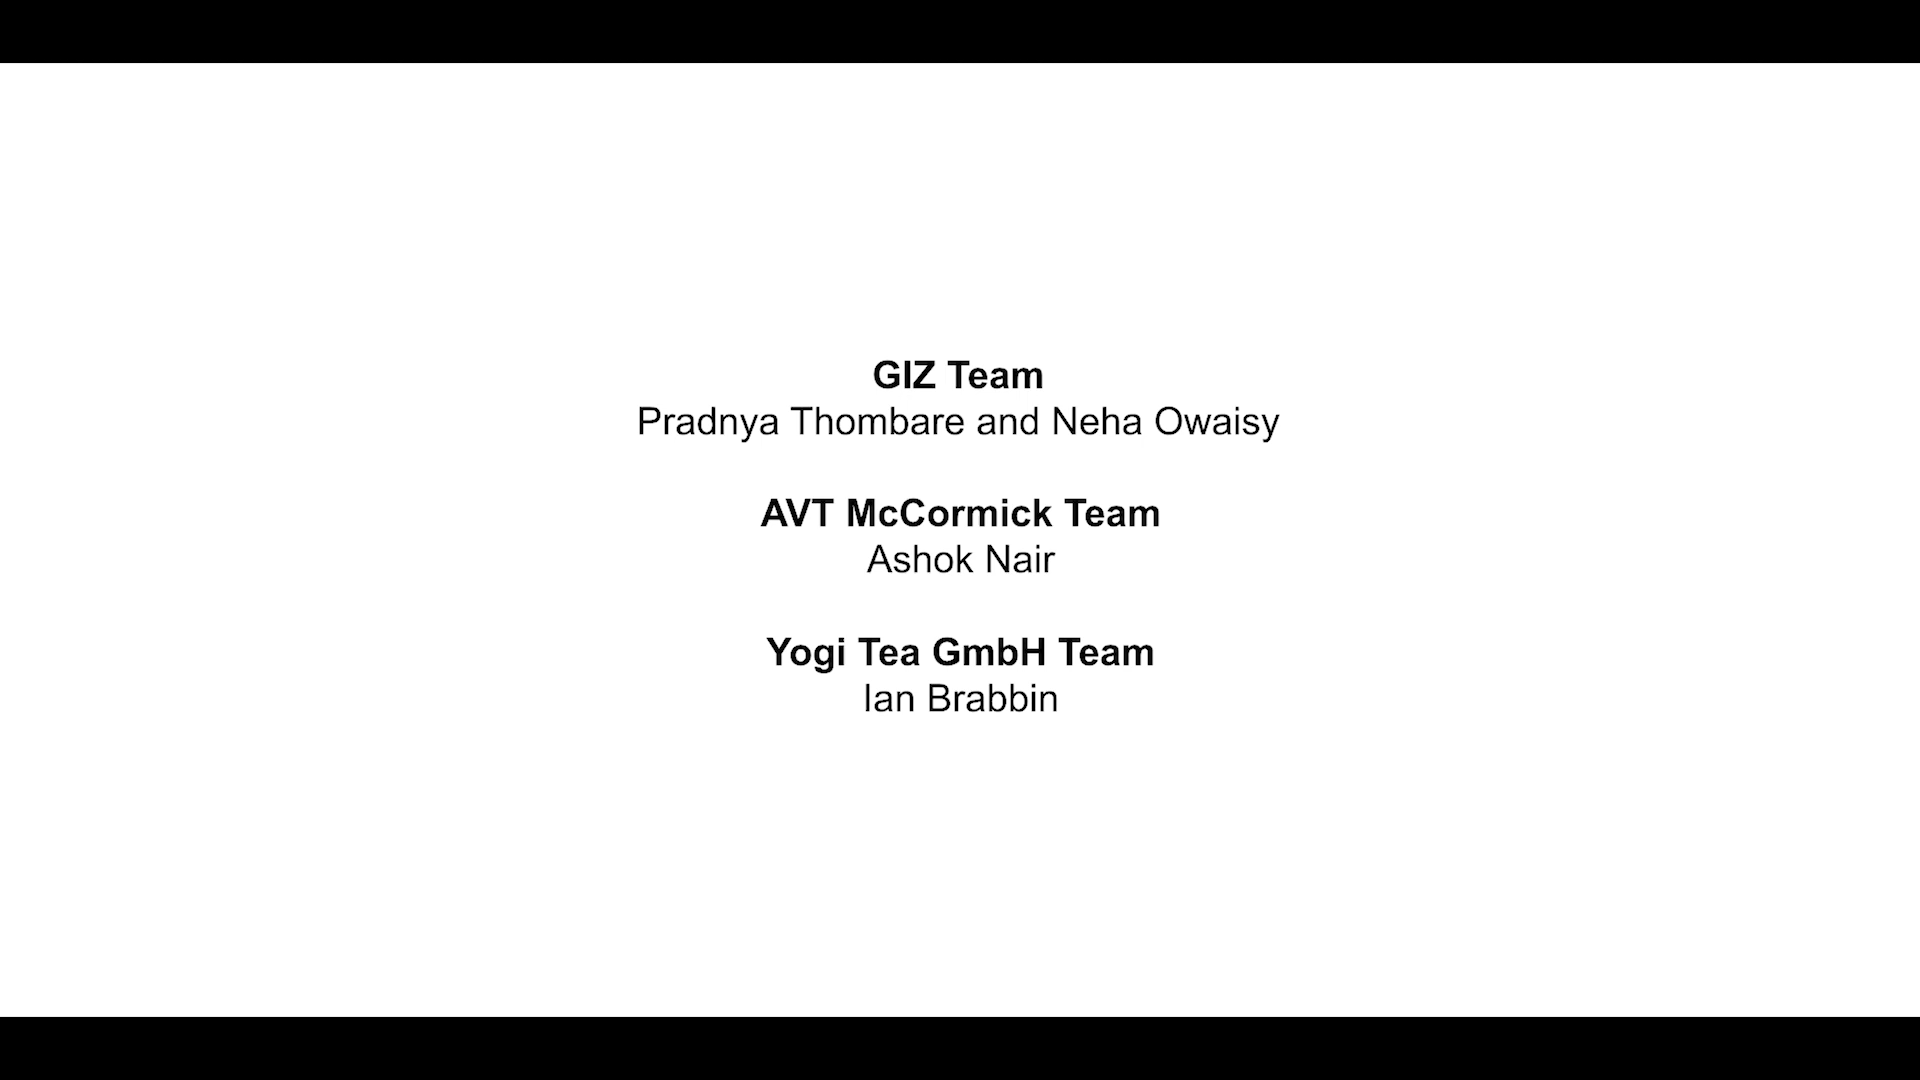 GIZ Team
Pradnya Thombare and Neha Owaisy
AVT McCormick Team
Ashok Nair
Yogi Tea GmbH Team
Ian Brabbin